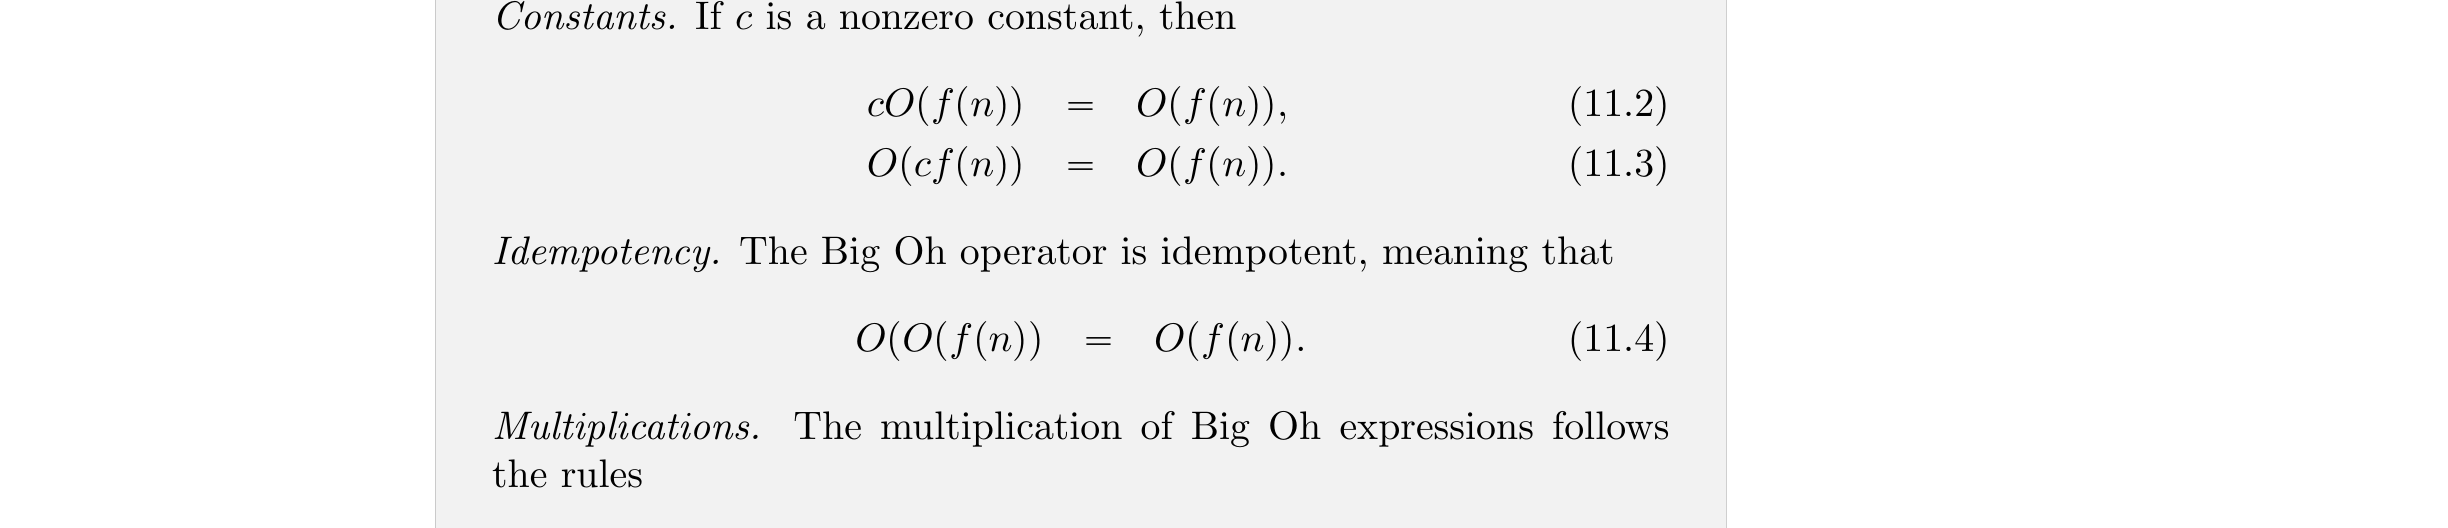 Constants. If c is a nonzero constant, then
cO(f(n)) = O(f(n)), (11.2)
O(cf(n)) = O(f(n)). (11.3)
Idempotency. The Big Oh operator is idempotent, meaning that
O(O(f(n)) = O(f(n)). (11.4)
Multiplications. The multiplication of Big Oh expressions follows
the rules